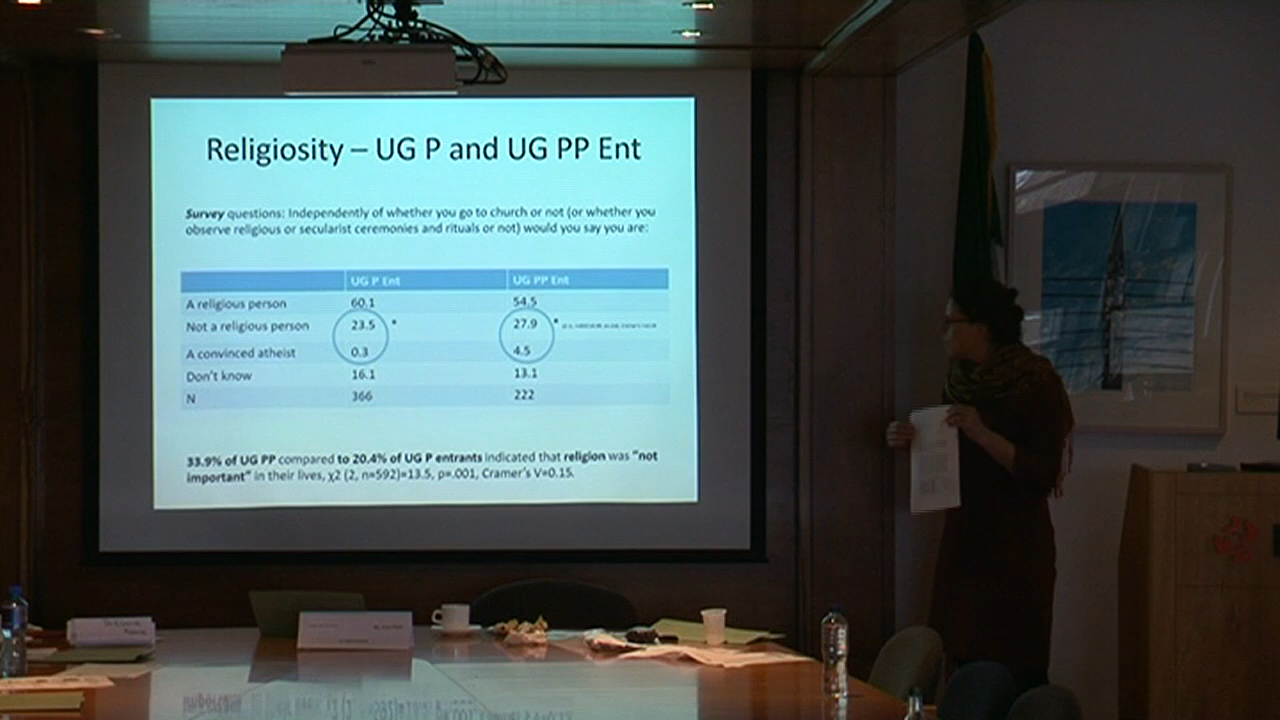 Religiosity – UG P and UG PP Ent
Survey questions: Independently of whether you go to church or not (or whether you
observe religious or secularist ceremonies and rituals or not) would you say you are:
UG P Ent UG PP Ent
A religious person 60.1 54.5
Not a religious person 23.5 * 27.9 *
A convinced atheist 0.3 4.5
Don't know 16.1 13.1
N 366 222
33.9% of UG PP compared to 20.4% of UG P entrants indicated that religion was "not
important" in their lives, χ2 (2, n=592)=13.5, p=.001, Cramer's V=0.15.